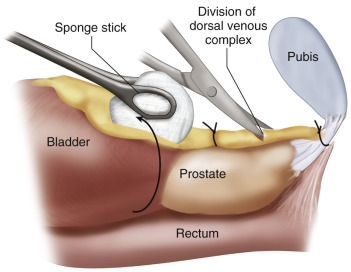 Sponge stick
Division of
dorsal venous
complex
Pubis
Bladder
Prostate
Rectum